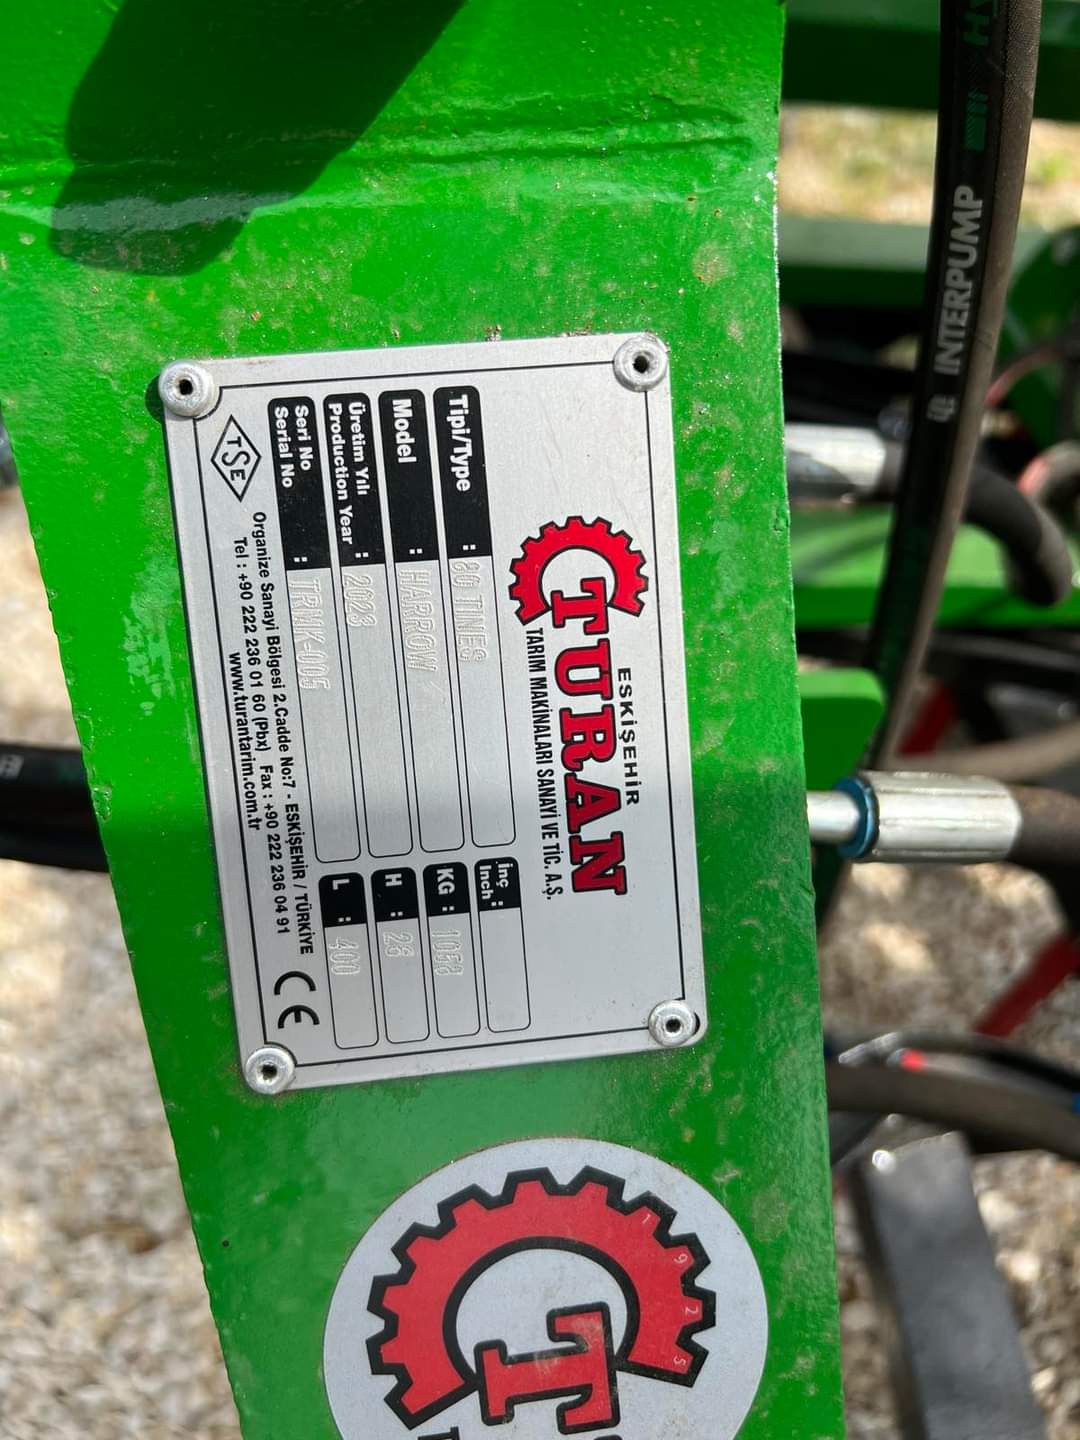 ESKİŞEHİR
TURAN
TARIM MAKİNALARI SANAYİ VE TİC. A.Ş.
Tipi/Type : 80 TINES
İnç
Inch :
Model : HARROW
KG : 1058
Üretim Yılı
Production Year : 2023
H : 26
Seri No
Serial No : TRMK-005
L : 400
TSE
Organize Sanayi Bölgesi 2.Cadde No:7 - ESKİŞEHİR / TÜRKİYE
Tel : +90 222 236 01 60 (Pbx) Fax : +90 222 236 04 91
www.turantarim.com.tr
CE
INTERPUMP
1925